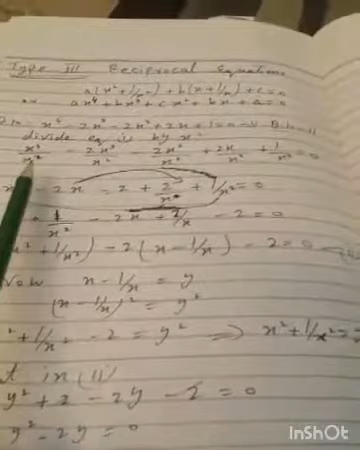 Type III Reciprocal Equations
a(x²+1/x²)+b(x+1/x)+c=0
or ax⁴+bx³+cx²+bx+a=0
x⁴-2x³-2x²+2x+1=0
divide eq by x²
x⁴/x² 2x³/x² - 2x²/x² + 2x/x² + 1/x² = 0
- 2x - 2 + 2/x + 1/x² = 0
+ 1/x² - 2x + 2/x - 2 = 0
x²+1/x²) - 2(x-1/x) - 2 = 0
Now x-1/x = y
(x-1/x)² = y²
²+1/x² - 2 = y² ⟹ x²+1/x² =
t in (ii)
y²+2-2y-2=0
y²-2y=0
InShOt